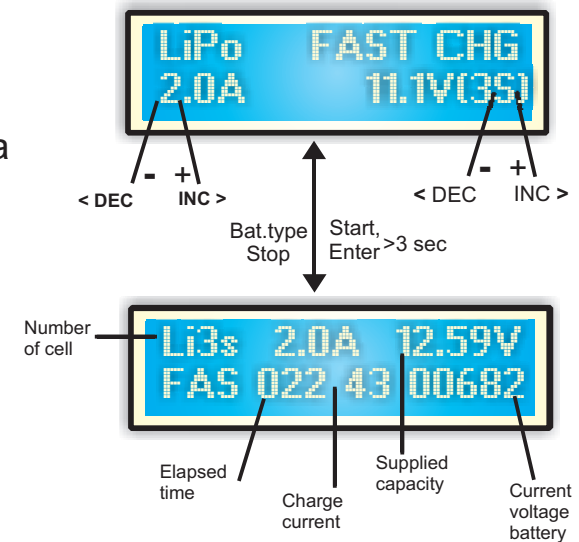 LiPo FAST CHG
2.0A 11.1V(3S)
a
- + - +
< DEC INC > < DEC INC >
Bat.type Start,
Stop Enter >3 sec
Number
of cell
Li3s 2.0A 12.59V
FAS 022 43 00682
Elapsed
time
Charge
current
Supplied
capacity
Current
voltage
battery